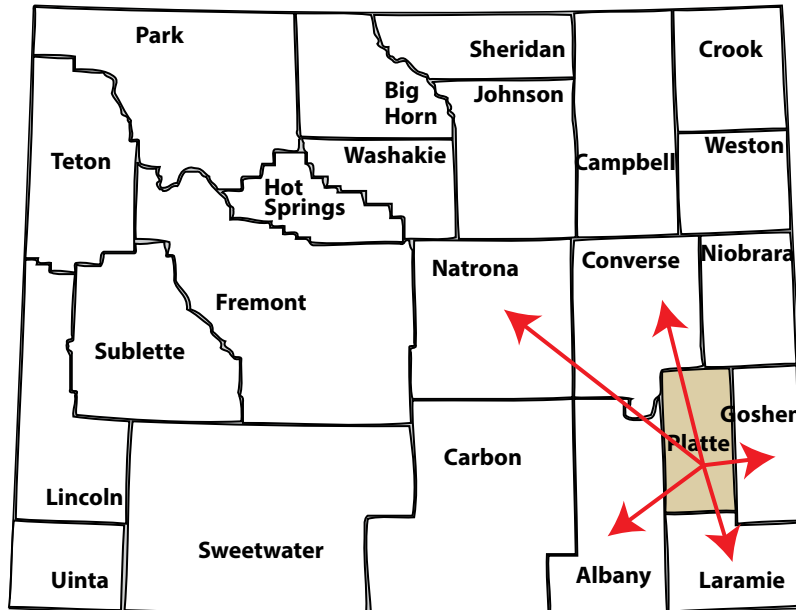 Park
Sheridan
Crook
Big
Horn
Johnson
Teton
Washakie
Campbell
Weston
Hot
Springs
Natrona
Converse
Niobrara
Fremont
Sublette
Goshen
Platte
Carbon
Lincoln
Sweetwater
Albany
Laramie
Uinta